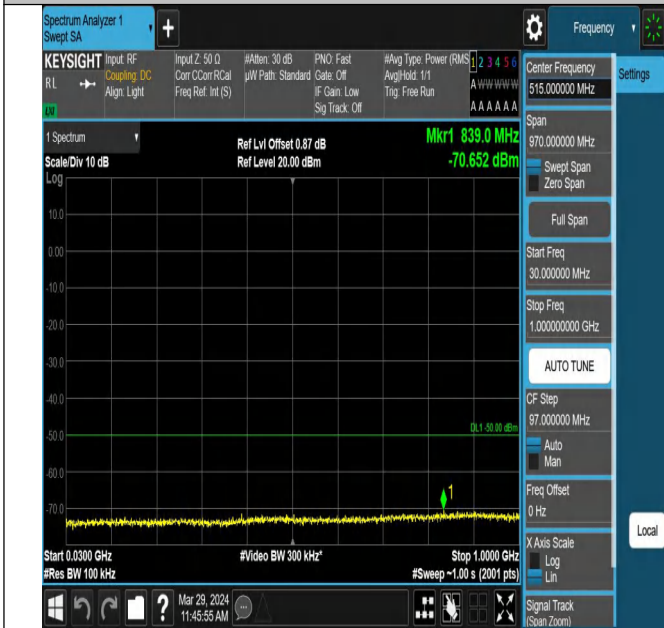 Spectrum Analyzer 1
Swept SA
Frequency
KEYSIGHT
RL
LXI
Input: RF
Coupling: DC
Align: Light
Input Z: 50 Ω
Corr CCorr RCal
Freq Ref: Int (S)
#Atten: 30 dB
µW Path: Standard
PNO: Fast
Gate: Off
IF Gain: Low
Sig Track: Off
#Avg Type: Power (RMS
Avg|Hold: 1/1
Trig: Free Run
1 2 3 4 5 6
A W W W W W
A A A A A A
1 Spectrum
Scale/Div 10 dB
Log
Ref Lvl Offset 0.87 dB
Ref Level 20.00 dBm
Mkr1 839.0 MHz
-70.652 dBm
10.0
0.00
-10.0
-20.0
-30.0
-40.0
-50.0
-60.0
-70.0
DL1 -50.00 dBm
1
Start 0.0300 GHz
#Res BW 100 kHz
#Video BW 300 kHz*
Stop 1.0000 GHz
#Sweep ~1.00 s (2001 pts)
Mar 29, 2024
11:45:55 AM
?
Center Frequency
515.000000 MHz
Settings
Span
970.000000 MHz
Swept Span
Zero Span
Full Span
Start Freq
30.000000 MHz
Stop Freq
1.000000000 GHz
AUTO TUNE
CF Step
97.000000 MHz
Auto
Man
Freq Offset
0 Hz
X Axis Scale
Log
Lin
Local
Signal Track
(Span Zoom)